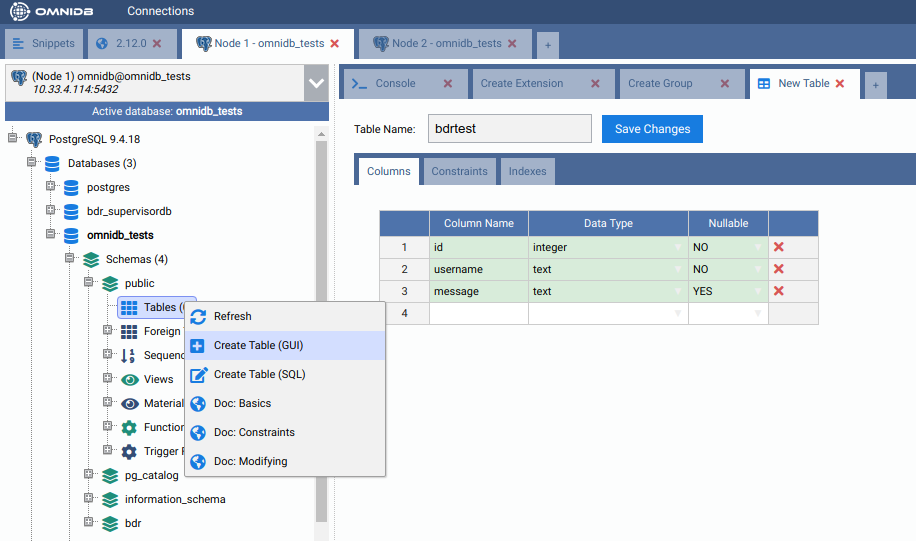 OMNIDB Connections
Snippets 2.12.0 Node 1 - omnidb_tests Node 2 - omnidb_tests +
(Node 1) omnidb@omnidb_tests
10.33.4.114:5432
Active database: omnidb_tests
PostgreSQL 9.4.18
Databases (3)
postgres
bdr_supervisordb
omnidb_tests
Schemas (4)
public
Tables (
Foreign
Sequenc
Views
Material
Function
Trigger F
pg_catalog
information_schema
bdr
Refresh
Create Table (GUI)
Create Table (SQL)
Doc: Basics
Doc: Constraints
Doc: Modifying
Console Create Extension Create Group New Table +
Table Name: bdrtest Save Changes
Columns Constraints Indexes
Column Name Data Type Nullable
1 id integer NO
2 username text NO
3 message text YES
4